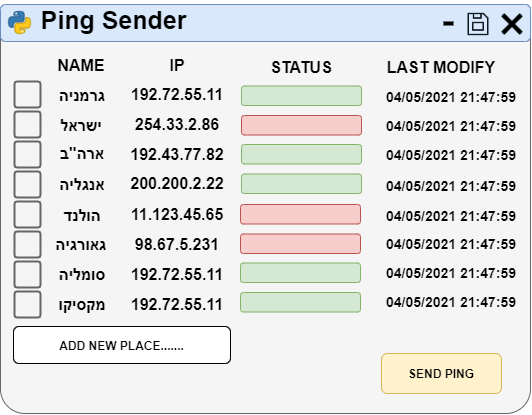 Ping Sender
NAME IP STATUS LAST MODIFY
גרמניה 192.72.55.11 04/05/2021 21:47:59
ישראל 254.33.2.86 04/05/2021 21:47:59
ארה"ב 192.43.77.82 04/05/2021 21:47:59
אנגליה 200.200.2.22 04/05/2021 21:47:59
הולנד 11.123.45.65 04/05/2021 21:47:59
גאורגיה 98.67.5.231 04/05/2021 21:47:59
סומליה 192.72.55.11 04/05/2021 21:47:59
מקסיקו 192.72.55.11 04/05/2021 21:47:59
ADD NEW PLACE.......
SEND PING